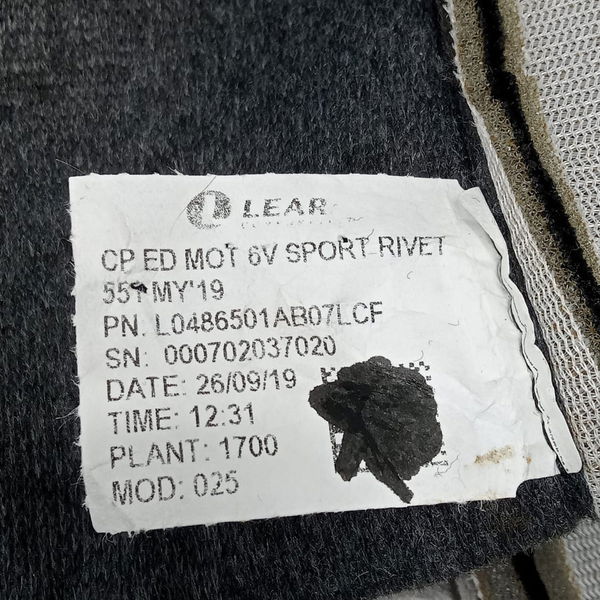 LEAR
CP ED MOT 6V SPORT RIVET
551 MY'19
PN. L0486501AB07LCF
SN: 000702037020
DATE: 26/09/19
TIME: 12:31
PLANT: 1700
MOD: 025